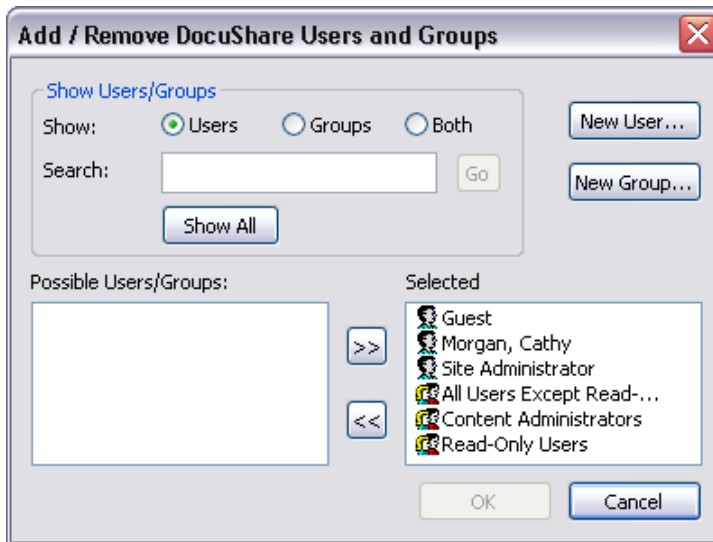 Add / Remove DocuShare Users and Groups
Show Users/Groups
Show: Users Groups Both
New User...
Search: Go
New Group...
Show All
Possible Users/Groups:
Selected
Guest
Morgan, Cathy
>>
Site Administrator
All Users Except Read-...
<<
Content Administrators
Read-Only Users
OK Cancel